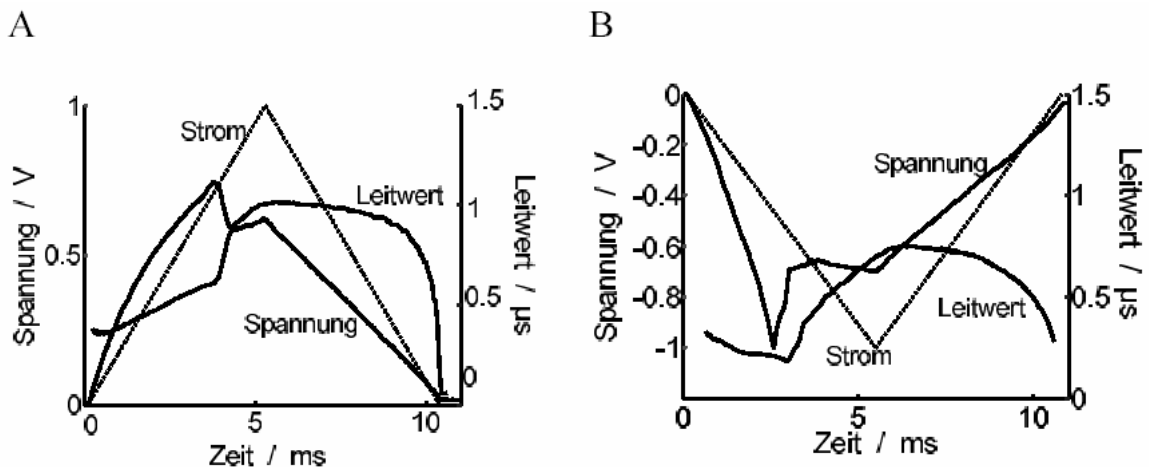 A
Spannung / V
1
0.5
0
Strom
Leitwert
Spannung
1.5
1
0.5
0
Leitwert / µs
0
5
10
Zeit / ms
B
Spannung / V
0
-0.2
-0.4
-0.6
-0.8
-1
Spannung
Leitwert
Strom
1.5
1
0.5
0
Leitwert / µs
0
5
10
Zeit / ms